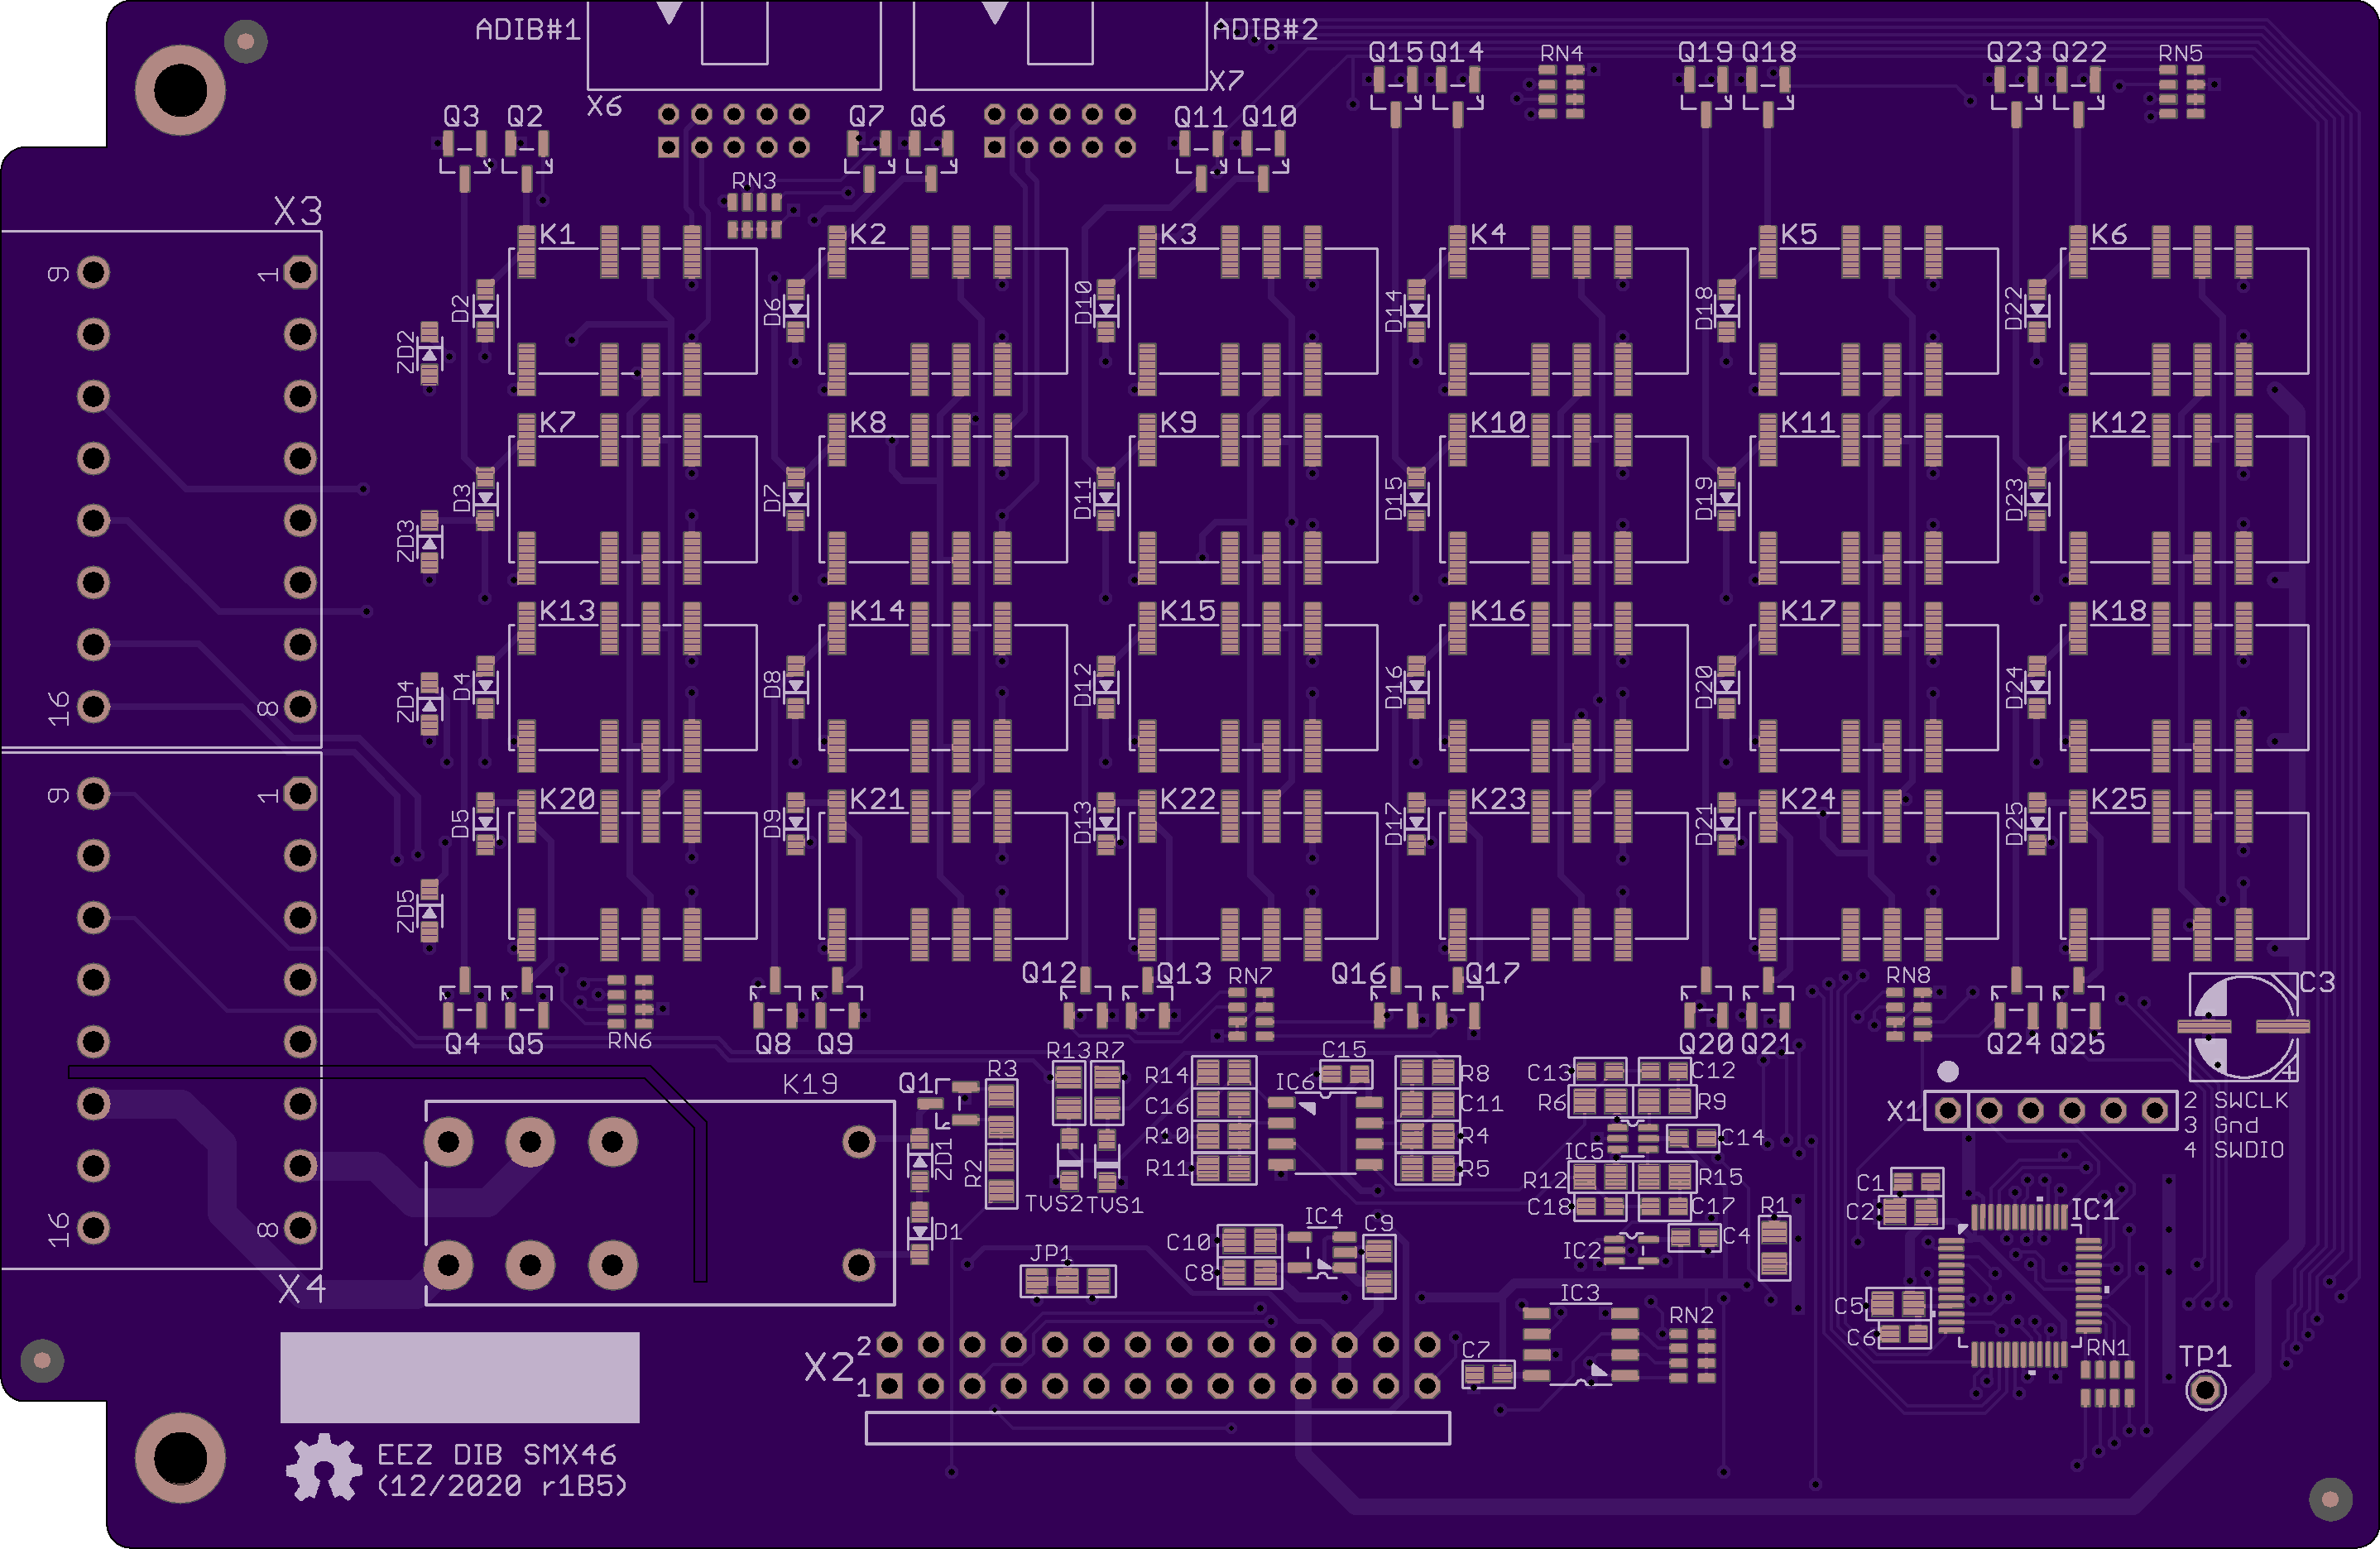 ADIB#1
ADIB#2
X6
X7
Q15 Q14
RN4
Q19 Q18
Q23 Q22
RN5
Q3 Q2
Q7 Q6
Q11 Q10
RN3
X3
9
1
16
8
K1
K2
K3
K4
K5
K6
D2
D6
D10
D14
D18
D22
ZD2
K7
K8
K9
K10
K11
K12
D3
D7
D11
D15
D19
D23
ZD3
K13
K14
K15
K16
K17
K18
D4
D8
D12
D16
D20
D24
ZD4
9
1
K20
K21
K22
K23
K24
K25
D5
D9
D13
D17
D21
D25
ZD5
Q12
Q13
RN7
Q16
Q17
RN8
C3
+
Q4 Q5
RN6
Q8 Q9
Q20 Q21
Q24 Q25
K19
Q1
R3
R13 R7
R14
C15
IC6
R8
C13
C12
C16
C11
R6
R9
X1
2 SWCLK
3 Gnd
4 SWDIO
R10
R4
IC5
C14
ZD1
R2
R11
R5
R12
R15
C1
TVS2 TVS1
C18
C17
C2
IC1
16
8
D1
IC4
C9
R1
C10
C4
JP1
IC2
C8
X4
IC3
RN2
C5
C6
RN1
X2
2
1
C7
TP1
EEZ DIB SMX46
(12/2020 r1B5)